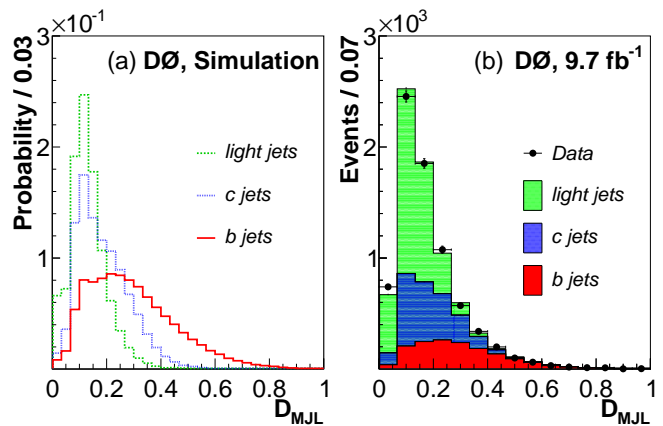 3×10⁻¹
(a) DØ, Simulation
Probability / 0.03
light jets
c jets
b jets
2
1
0 0.2 0.4 0.6 0.8 1
D_MJL
3×10³
(b) DØ, 9.7 fb⁻¹
Events / 0.07
Data
light jets
c jets
b jets
2
1
0 0.2 0.4 0.6 0.8 1
D_MJL